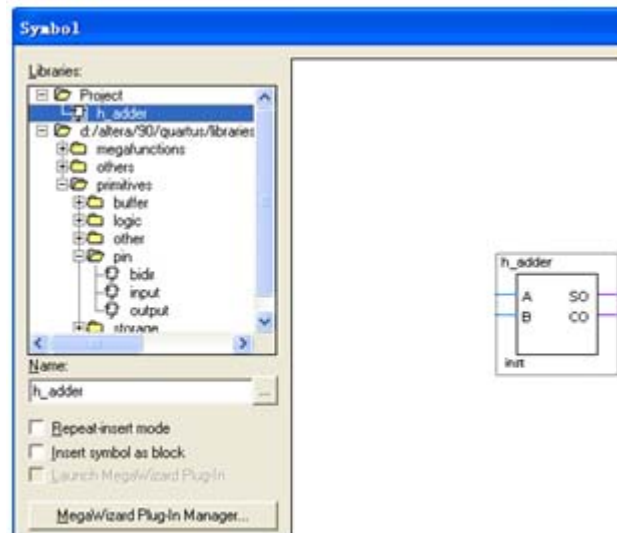 Symbol
Libraries:
Project
h_adder
d:/altera/90/quartus/libraries
megafunctions
others
primitives
buffer
logic
other
pin
bidir
input
output
storage
Name:
h_adder
...
Repeat-insert mode
Insert symbol as block
Launch MegaWizard Plug-In
MegaWizard Plug-In Manager...
h_adder
A SO
B CO
inst